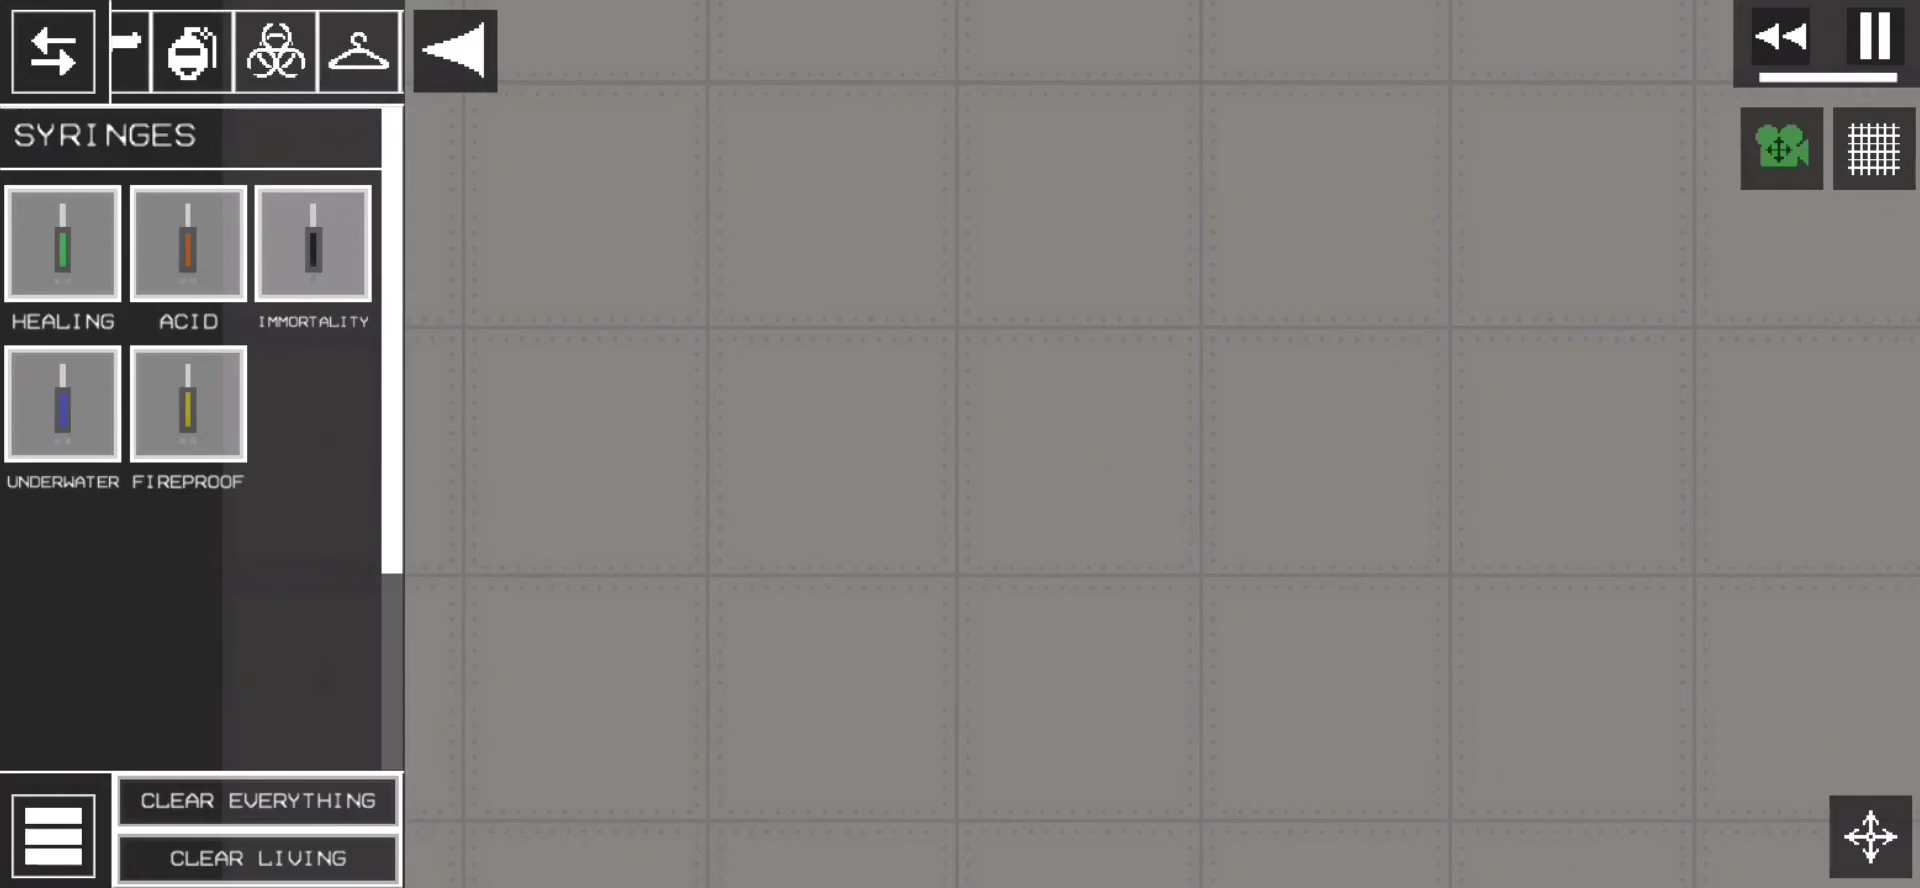 SYRINGES
HEALING ACID IMMORTALITY
UNDERWATER FIREPROOF
CLEAR EVERYTHING
CLEAR LIVING